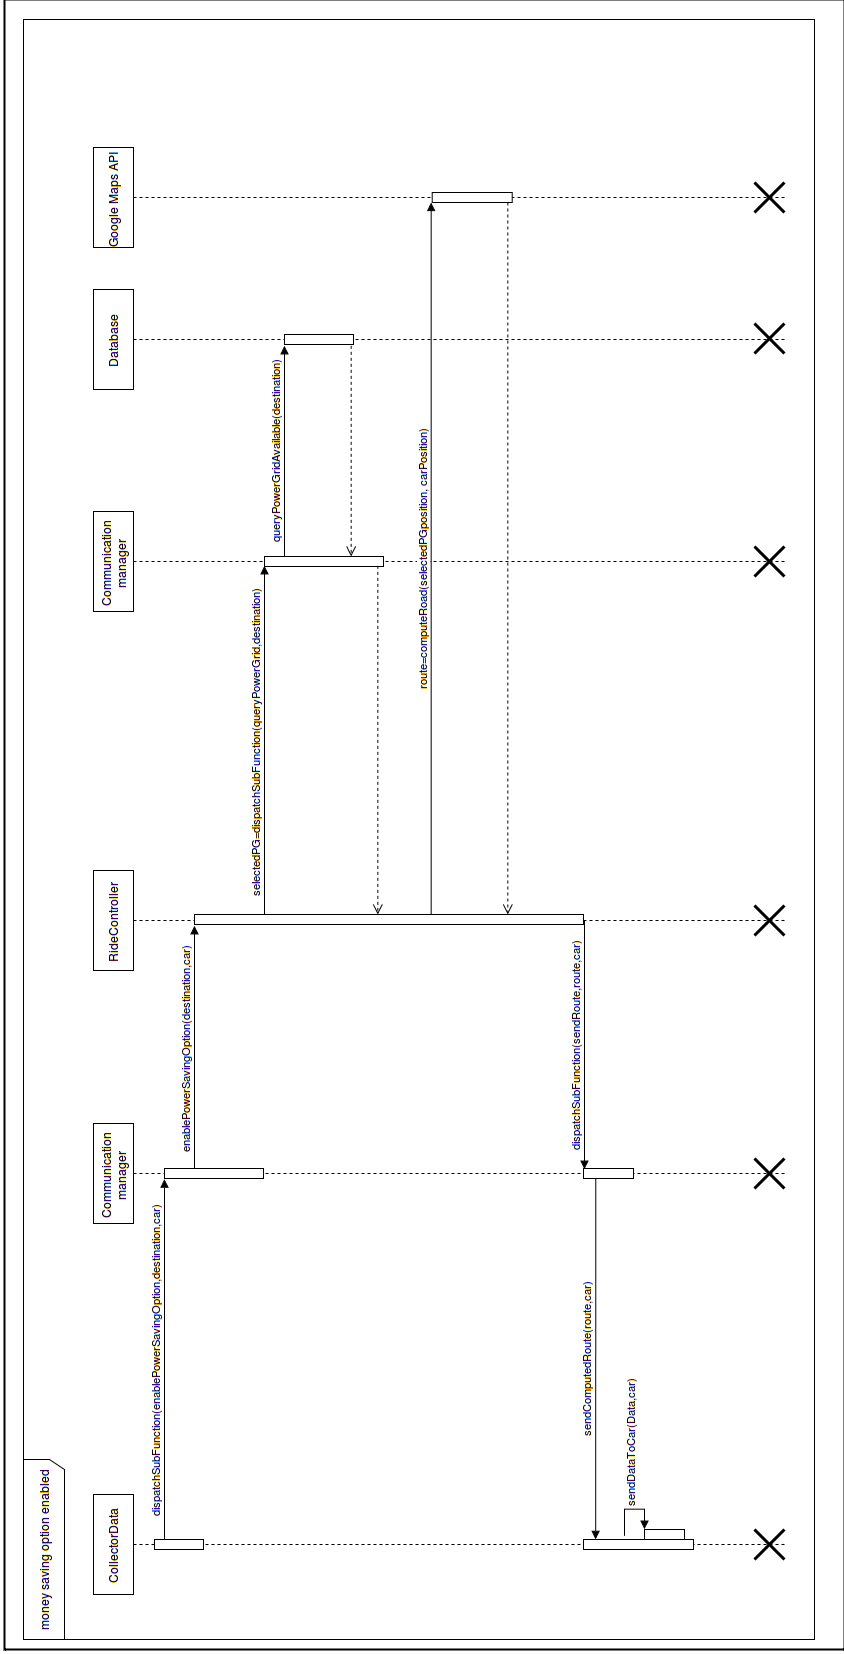 money saving option enabled
CollectorData
Communication
manager
RideController
Communication
manager
Database
Google Maps API
dispatchSubFunction(enablePowerSavingOption,destination,car)
enablePowerSavingOption(destination,car)
selectedPG=dispatchSubFunction(queryPowerGrid,destination)
queryPowerGridAvailable(destination)
route=computeRoad(selectedPGposition, carPosition)
dispatchSubFunction(sendRoute,route,car)
sendComputedRoute(route,car)
sendDataToCar(Data,car)